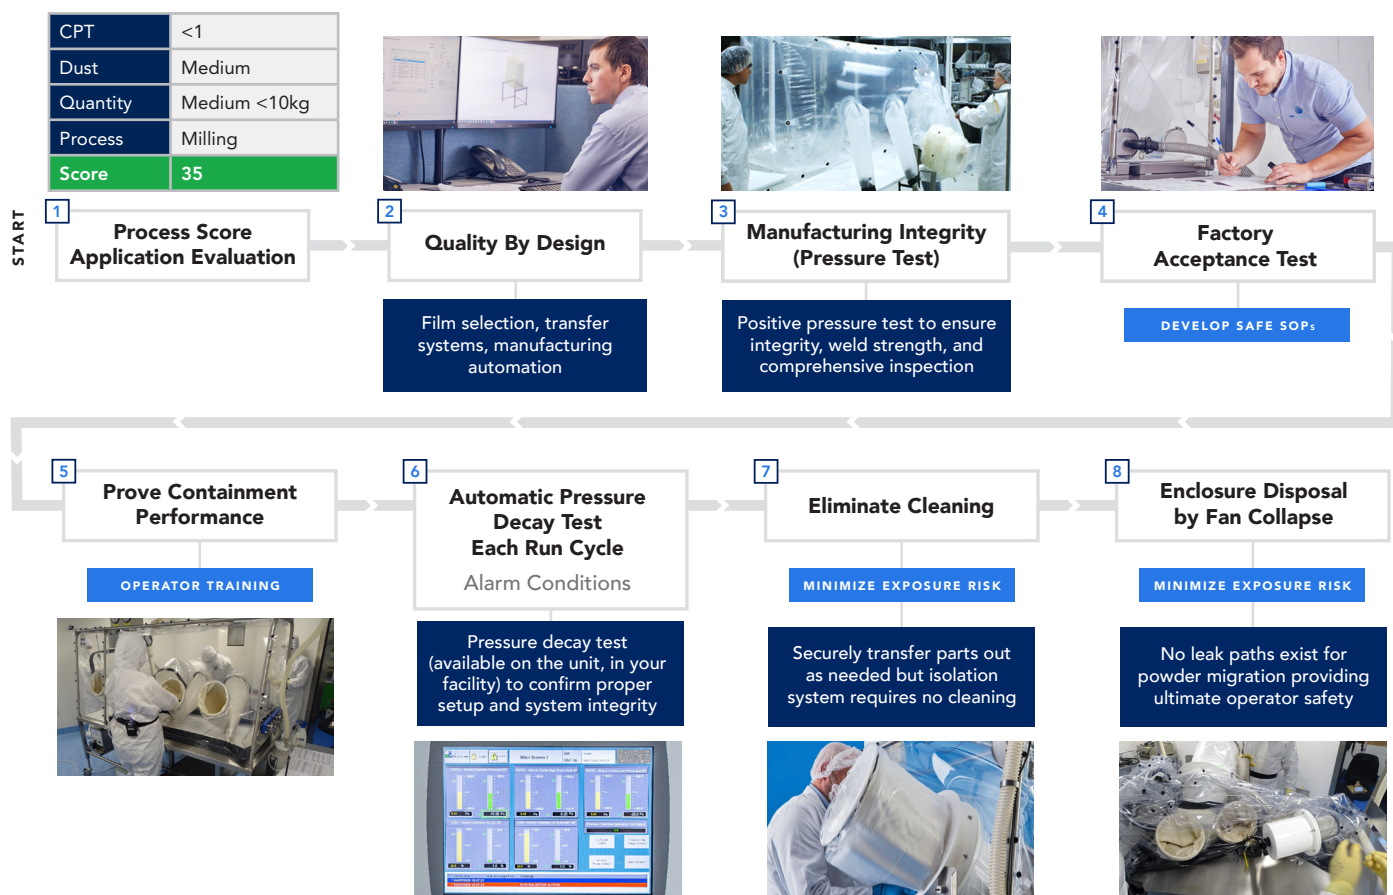 CPT <1
Dust Medium
Quantity Medium <10kg
Process Milling
Score 35
START
1
Process Score
Application Evaluation
2
Quality By Design
Film selection, transfer
systems, manufacturing
automation
3
Manufacturing Integrity
(Pressure Test)
Positive pressure test to ensure
integrity, weld strength, and
comprehensive inspection
4
Factory
Acceptance Test
DEVELOP SAFE SOPs
5
Prove Containment
Performance
OPERATOR TRAINING
6
Automatic Pressure
Decay Test
Each Run Cycle
Alarm Conditions
Pressure decay test
(available on the unit, in your
facility) to confirm proper
setup and system integrity
Main Screen 1
7
Eliminate Cleaning
MINIMIZE EXPOSURE RISK
Securely transfer parts out
as needed but isolation
system requires no cleaning
8
Enclosure Disposal
by Fan Collapse
MINIMIZE EXPOSURE RISK
No leak paths exist for
powder migration providing
ultimate operator safety